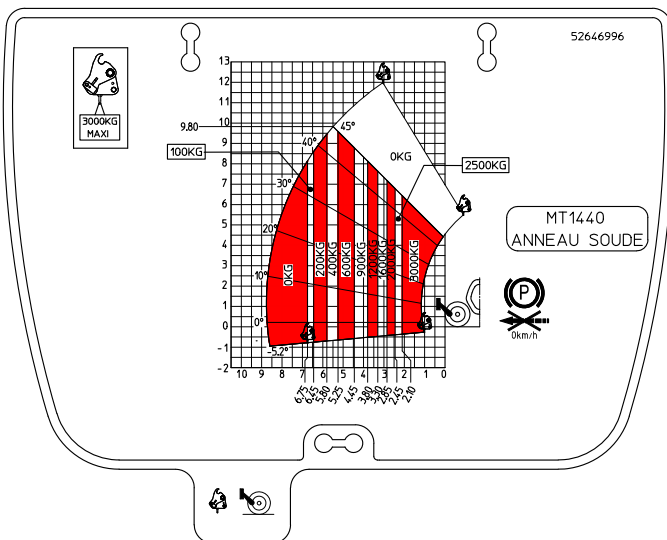 52646996
3000KG
MAXI
13
12
11
10
9.80
9
8
7
6
5
4
3
2
1
0
-1
-2
45°
40°
30°
20°
10°
0°
-5.2°
100KG
0KG
2500KG
0KG
200KG
400KG
600KG
900KG
1200KG
1600KG
3000KG
MT1440
ANNEAU SOUDE
P
0km/h
10 9 8 7 6 5 4 3 2 1 0
6.75 6.45 5.80 5.25 4.45 3.80 3.30 2.85 2.45 2.10